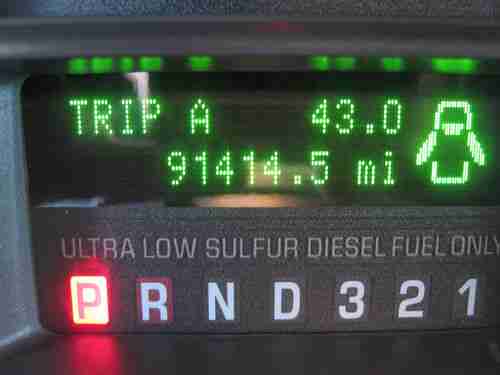 TRIP A 43.0
91414.5 mi
ULTRA LOW SULFUR DIESEL FUEL ONLY
P R N D 3 2 1